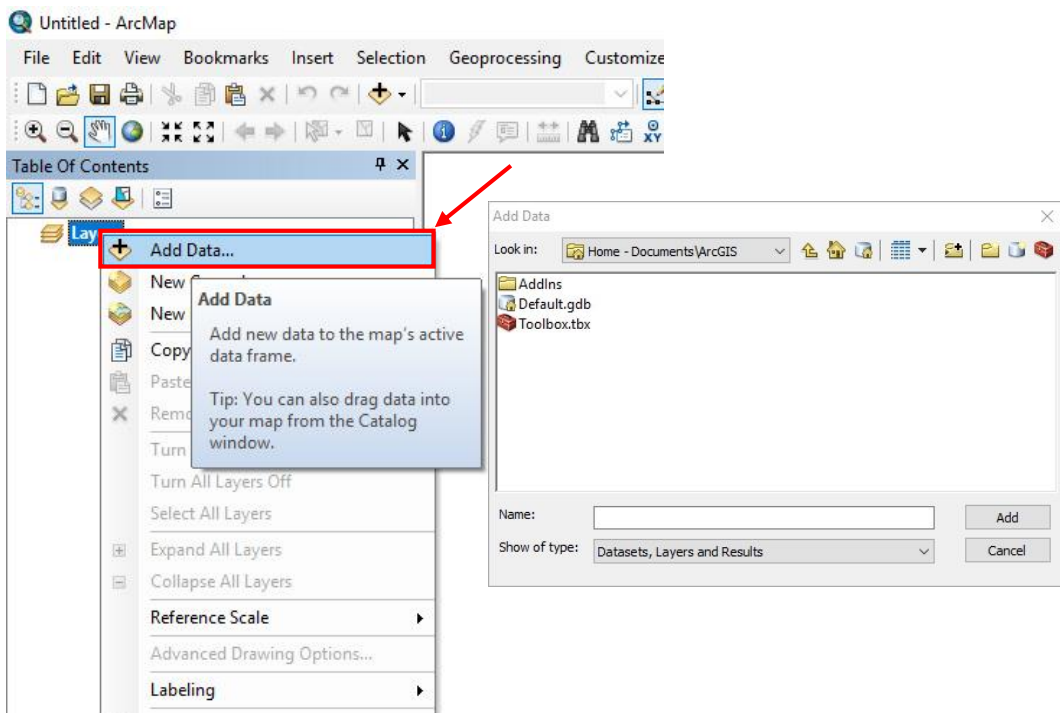 Untitled - ArcMap
File Edit View Bookmarks Insert Selection Geoprocessing Customize
Table Of Contents
Lay
Add Data...
New
New
Copy
Paste
Remo
Turn
Turn All Layers Off
Select All Layers
Expand All Layers
Collapse All Layers
Reference Scale
Advanced Drawing Options...
Labeling
Add Data
Add new data to the map's active
data frame.
Tip: You can also drag data into
your map from the Catalog
window.
Add Data
Look in: Home - Documents\ArcGIS
AddIns
Default.gdb
Toolbox.tbx
Name: Add
Show of type: Datasets, Layers and Results Cancel
XY